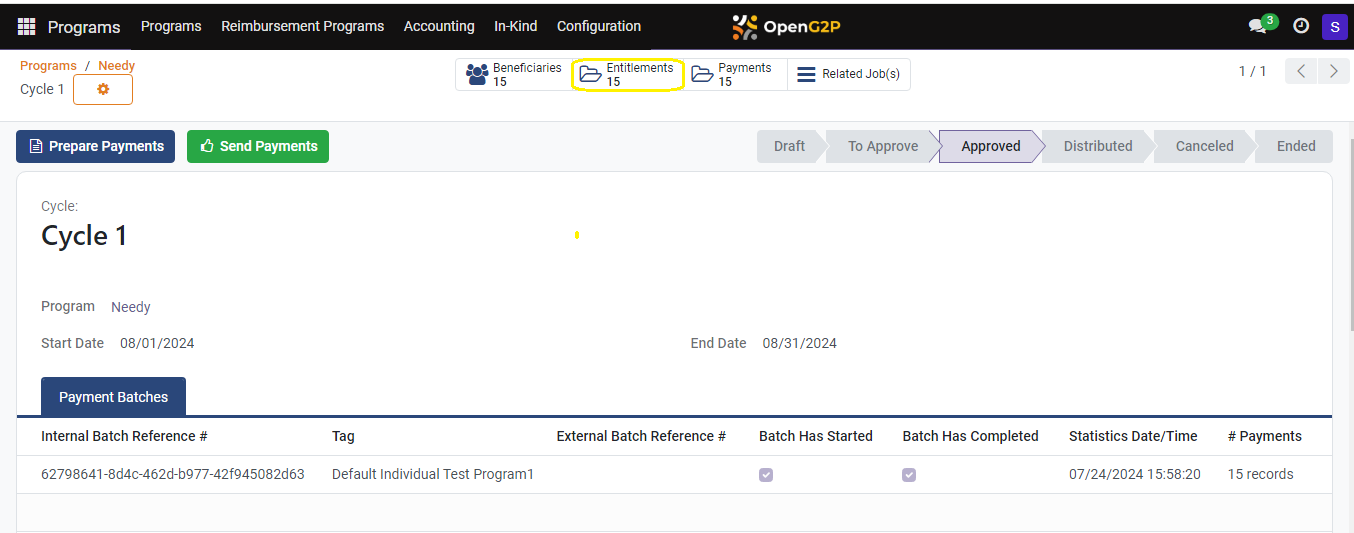 Programs Programs Reimbursement Programs Accounting In-Kind Configuration OpenG2P 3 S
Programs / Needy
Cycle 1
Beneficiaries 15
Entitlements 15
Payments 15
Related Job(s)
1 / 1
Prepare Payments Send Payments Draft To Approve Approved Distributed Canceled Ended
Cycle:
Cycle 1
Program Needy
Start Date 08/01/2024 End Date 08/31/2024
Payment Batches
Internal Batch Reference # Tag External Batch Reference # Batch Has Started Batch Has Completed Statistics Date/Time # Payments
62798641-8d4c-462d-b977-42f945082d63 Default Individual Test Program1 07/24/2024 15:58:20 15 records